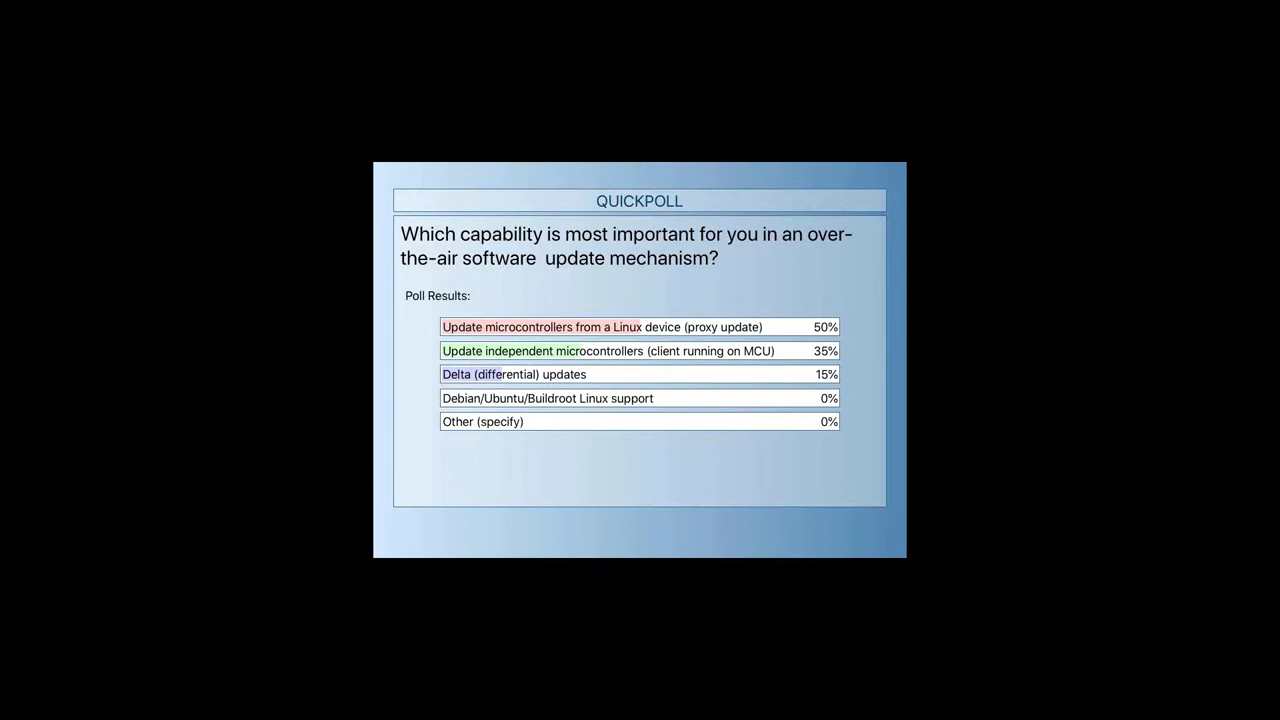 QUICKPOLL
Which capability is most important for you in an over-
the-air software  update mechanism?
Poll Results:
Update microcontrollers from a Linux device (proxy update) 50%
Update independent microcontrollers (client running on MCU) 35%
Delta (differential) updates 15%
Debian/Ubuntu/Buildroot Linux support 0%
Other (specify) 0%